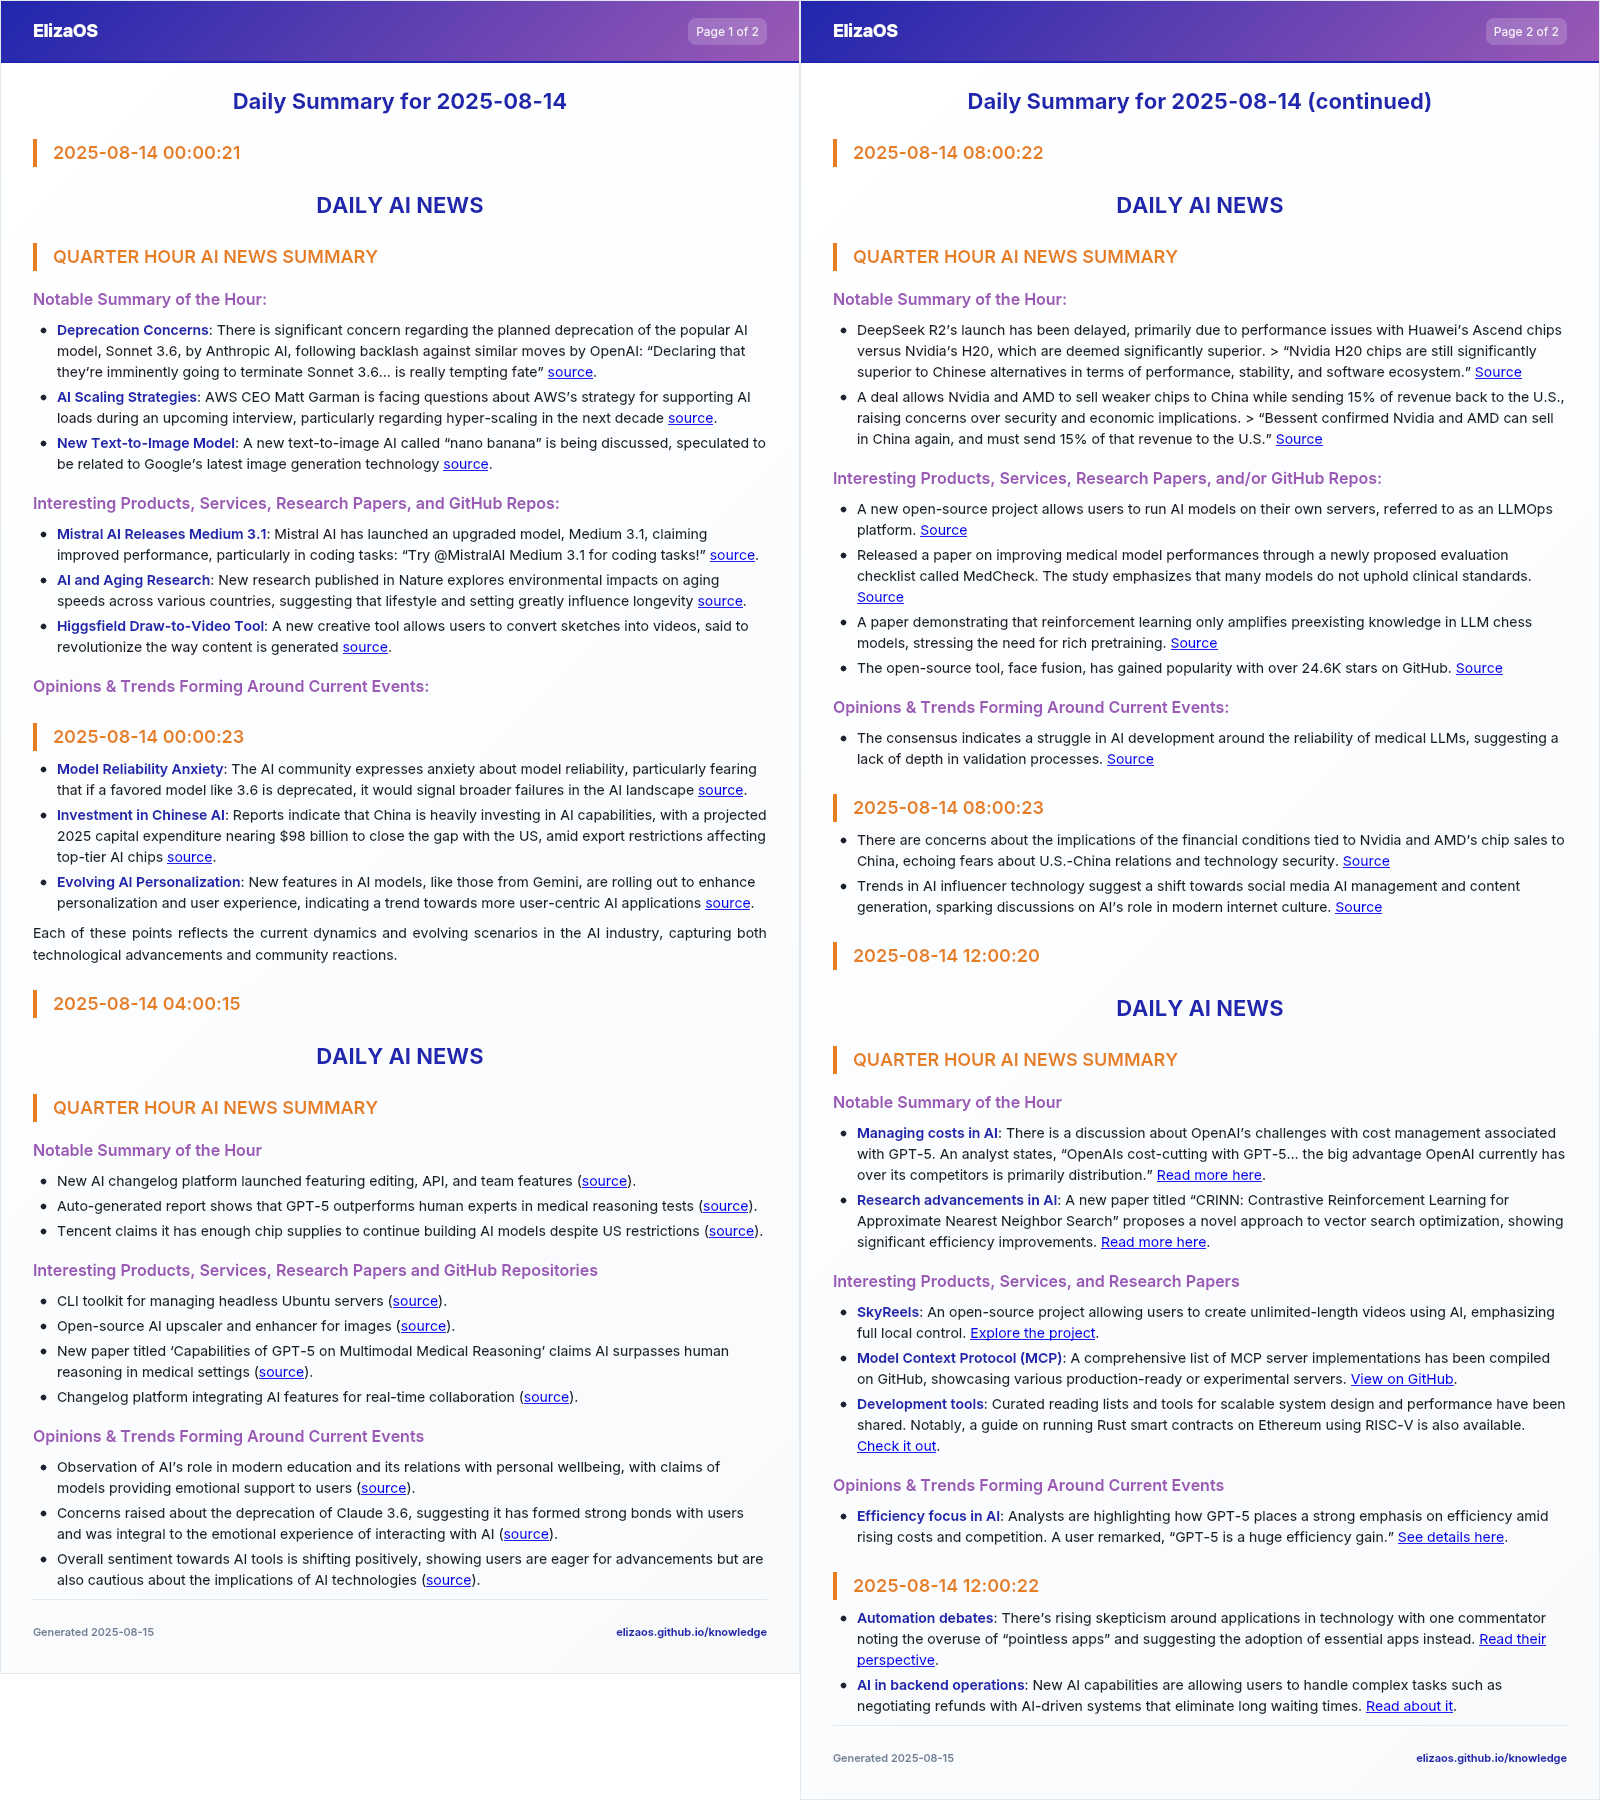 ElizaOS
Page 1 of 2
Daily Summary for 2025-08-14
2025-08-14 00:00:21
DAILY AI NEWS
QUARTER HOUR AI NEWS SUMMARY
Notable Summary of the Hour:
• Deprecation Concerns: There is significant concern regarding the planned deprecation of the popular AI
model, Sonnet 3.6, by Anthropic AI, following backlash against similar moves by OpenAI: “Declaring that
they’re imminently going to terminate Sonnet 3.6… is really tempting fate” source.
• AI Scaling Strategies: AWS CEO Matt Garman is facing questions about AWS’s strategy for supporting AI
loads during an upcoming interview, particularly regarding hyper-scaling in the next decade source.
• New Text-to-Image Model: A new text-to-image AI called “nano banana” is being discussed, speculated to
be related to Google’s latest image generation technology source.
Interesting Products, Services, Research Papers, and GitHub Repos:
• Mistral AI Releases Medium 3.1: Mistral AI has launched an upgraded model, Medium 3.1, claiming
improved performance, particularly in coding tasks: “Try @MistralAI Medium 3.1 for coding tasks!” source.
• AI and Aging Research: New research published in Nature explores environmental impacts on aging
speeds across various countries, suggesting that lifestyle and setting greatly influence longevity source.
• Higgsfield Draw-to-Video Tool: A new creative tool allows users to convert sketches into videos, said to
revolutionize the way content is generated source.
Opinions & Trends Forming Around Current Events:
2025-08-14 00:00:23
• Model Reliability Anxiety: The AI community expresses anxiety about model reliability, particularly fearing
that if a favored model like 3.6 is deprecated, it would signal broader failures in the AI landscape source.
• Investment in Chinese AI: Reports indicate that China is heavily investing in AI capabilities, with a projected
2025 capital expenditure nearing $98 billion to close the gap with the US, amid export restrictions affecting
top-tier AI chips source.
• Evolving AI Personalization: New features in AI models, like those from Gemini, are rolling out to enhance
personalization and user experience, indicating a trend towards more user-centric AI applications source.
Each of these points reflects the current dynamics and evolving scenarios in the AI industry, capturing both
technological advancements and community reactions.
2025-08-14 04:00:15
DAILY AI NEWS
QUARTER HOUR AI NEWS SUMMARY
Notable Summary of the Hour
• New AI changelog platform launched featuring editing, API, and team features (source).
• Auto-generated report shows that GPT-5 outperforms human experts in medical reasoning tests (source).
• Tencent claims it has enough chip supplies to continue building AI models despite US restrictions (source).
Interesting Products, Services, Research Papers and GitHub Repositories
• CLI toolkit for managing headless Ubuntu servers (source).
• Open-source AI upscaler and enhancer for images (source).
• New paper titled ‘Capabilities of GPT-5 on Multimodal Medical Reasoning’ claims AI surpasses human
reasoning in medical settings (source).
• Changelog platform integrating AI features for real-time collaboration (source).
Opinions & Trends Forming Around Current Events
• Observation of AI’s role in modern education and its relations with personal wellbeing, with claims of
models providing emotional support to users (source).
• Concerns raised about the deprecation of Claude 3.6, suggesting it has formed strong bonds with users
and was integral to the emotional experience of interacting with AI (source).
• Overall sentiment towards AI tools is shifting positively, showing users are eager for advancements but are
also cautious about the implications of AI technologies (source).
Generated 2025-08-15
elizaos.github.io/knowledge
ElizaOS
Page 2 of 2
Daily Summary for 2025-08-14 (continued)
2025-08-14 08:00:22
DAILY AI NEWS
QUARTER HOUR AI NEWS SUMMARY
Notable Summary of the Hour:
• DeepSeek R2’s launch has been delayed, primarily due to performance issues with Huawei’s Ascend chips
versus Nvidia’s H20, which are deemed significantly superior. > “Nvidia H20 chips are still significantly
superior to Chinese alternatives in terms of performance, stability, and software ecosystem.” Source
• A deal allows Nvidia and AMD to sell weaker chips to China while sending 15% of revenue back to the U.S.,
raising concerns over security and economic implications. > “Bessent confirmed Nvidia and AMD can sell
in China again, and must send 15% of that revenue to the U.S.” Source
Interesting Products, Services, Research Papers, and/or GitHub Repos:
• A new open-source project allows users to run AI models on their own servers, referred to as an LLMOps
platform. Source
• Released a paper on improving medical model performances through a newly proposed evaluation
checklist called MedCheck. The study emphasizes that many models do not uphold clinical standards.
Source
• A paper demonstrating that reinforcement learning only amplifies preexisting knowledge in LLM chess
models, stressing the need for rich pretraining. Source
• The open-source tool, face fusion, has gained popularity with over 24.6K stars on GitHub. Source
Opinions & Trends Forming Around Current Events:
• The consensus indicates a struggle in AI development around the reliability of medical LLMs, suggesting a
lack of depth in validation processes. Source
2025-08-14 08:00:23
• There are concerns about the implications of the financial conditions tied to Nvidia and AMD’s chip sales to
China, echoing fears about U.S.-China relations and technology security. Source
• Trends in AI influencer technology suggest a shift towards social media AI management and content
generation, sparking discussions on AI’s role in modern internet culture. Source
2025-08-14 12:00:20
DAILY AI NEWS
QUARTER HOUR AI NEWS SUMMARY
Notable Summary of the Hour
• Managing costs in AI: There is a discussion about OpenAI’s challenges with cost management associated
with GPT-5. An analyst states, “OpenAIs cost-cutting with GPT-5… the big advantage OpenAI currently has
over its competitors is primarily distribution.” Read more here.
• Research advancements in AI: A new paper titled “CRINN: Contrastive Reinforcement Learning for
Approximate Nearest Neighbor Search” proposes a novel approach to vector search optimization, showing
significant efficiency improvements. Read more here.
Interesting Products, Services, and Research Papers
• SkyReels: An open-source project allowing users to create unlimited-length videos using AI, emphasizing
full local control. Explore the project.
• Model Context Protocol (MCP): A comprehensive list of MCP server implementations has been compiled
on GitHub, showcasing various production-ready or experimental servers. View on GitHub.
• Development tools: Curated reading lists and tools for scalable system design and performance have been
shared. Notably, a guide on running Rust smart contracts on Ethereum using RISC-V is also available.
Check it out.
Opinions & Trends Forming Around Current Events
• Efficiency focus in AI: Analysts are highlighting how GPT-5 places a strong emphasis on efficiency amid
rising costs and competition. A user remarked, “GPT-5 is a huge efficiency gain.” See details here.
2025-08-14 12:00:22
• Automation debates: There’s rising skepticism around applications in technology with one commentator
noting the overuse of “pointless apps” and suggesting the adoption of essential apps instead. Read their
perspective.
• AI in backend operations: New AI capabilities are allowing users to handle complex tasks such as
negotiating refunds with AI-driven systems that eliminate long waiting times. Read about it.
Generated 2025-08-15
elizaos.github.io/knowledge